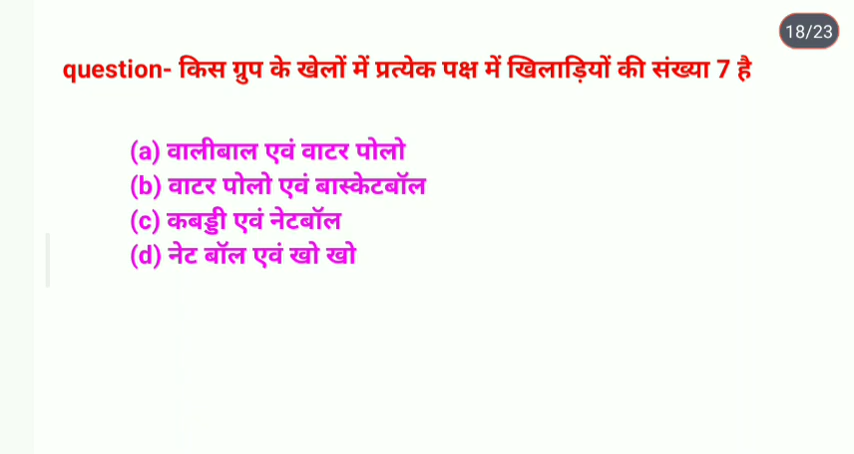 18/23
question- किस ग्रुप के खेलों में प्रत्येक पक्ष में खिलाड़ियों की संख्या 7 है
(a) वालीबाल एवं वाटर पोलो
(b) वाटर पोलो एवं बास्केटबॉल
(c) कबड्डी एवं नेटबॉल
(d) नेट बॉल एवं खो खो